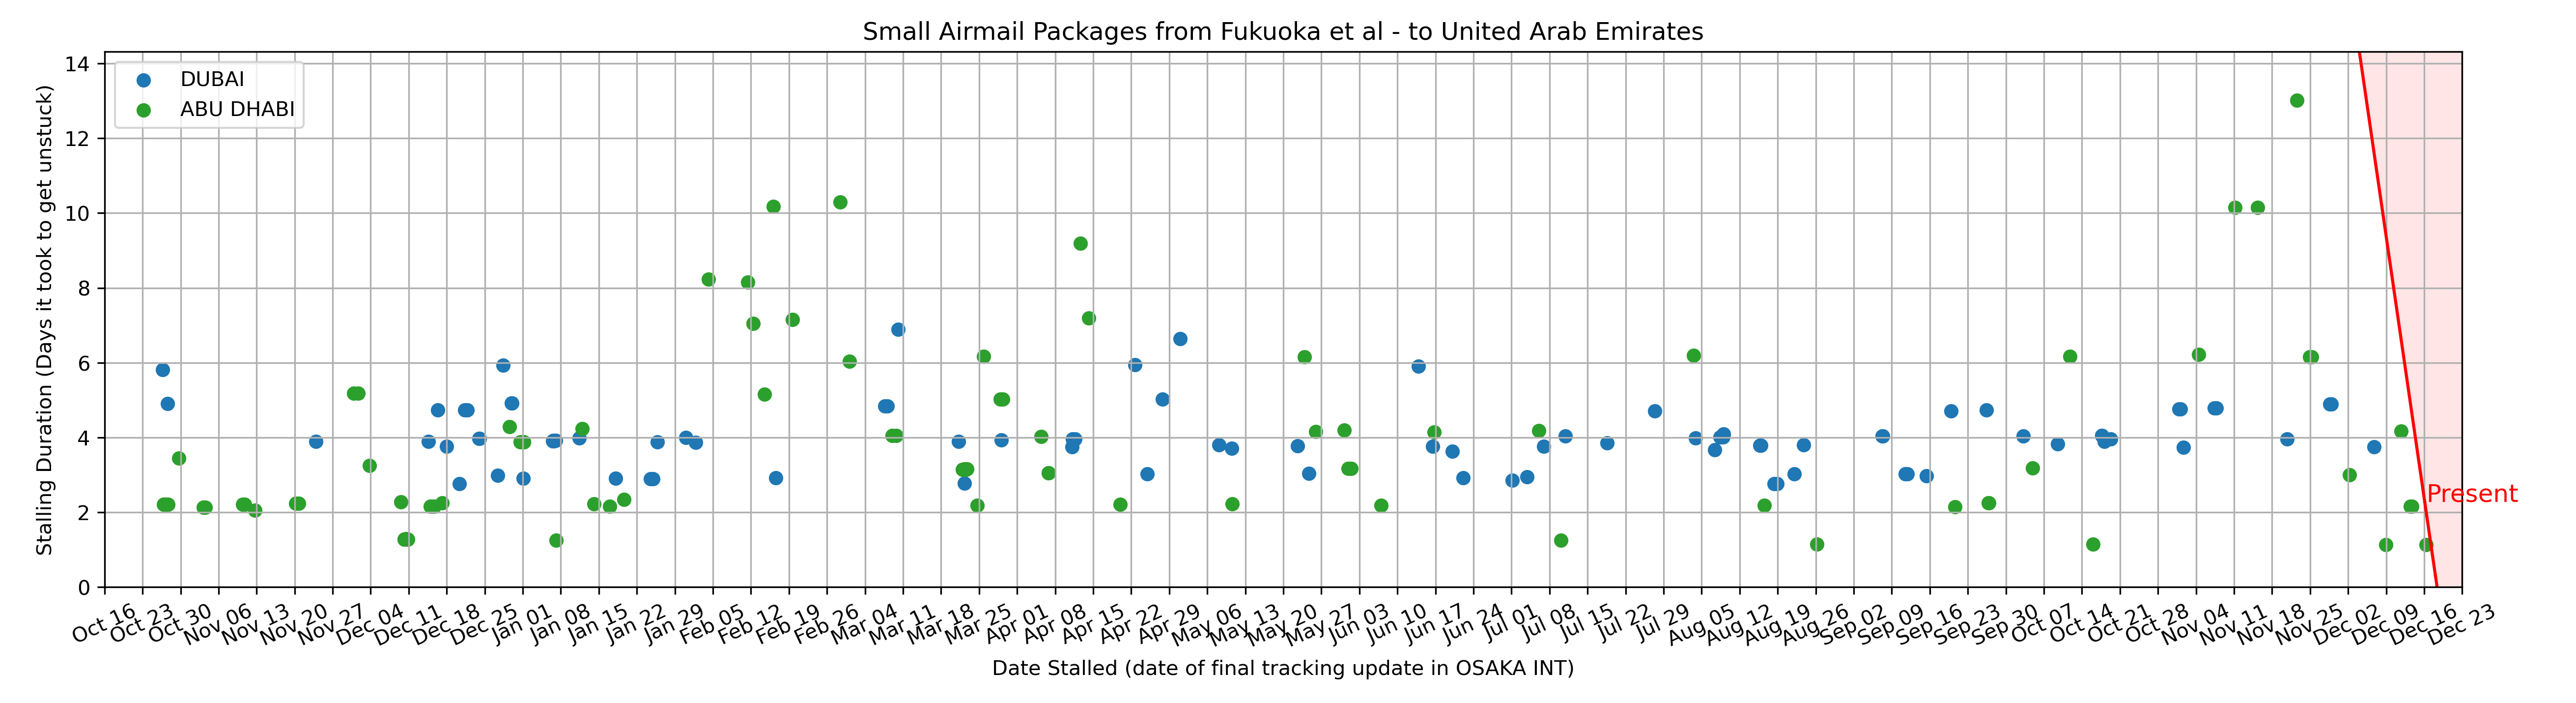 Small Airmail Packages from Fukuoka et al - to United Arab Emirates
DUBAI
ABU DHABI
Stalling Duration (Days it took to get unstuck)
14
12
10
8
6
4
2
0
Present
Oct 16
Oct 23
Oct 30
Nov 06
Nov 13
Nov 20
Nov 27
Dec 04
Dec 11
Dec 18
Dec 25
Jan 01
Jan 08
Jan 15
Jan 22
Jan 29
Feb 05
Feb 12
Feb 19
Feb 26
Mar 04
Mar 11
Mar 18
Mar 25
Apr 01
Apr 08
Apr 15
Apr 22
Apr 29
May 06
May 13
May 20
May 27
Jun 03
Jun 10
Jun 17
Jun 24
Jul 01
Jul 08
Jul 15
Jul 22
Jul 29
Aug 05
Aug 12
Aug 19
Aug 26
Sep 02
Sep 09
Sep 16
Sep 23
Sep 30
Oct 07
Oct 14
Oct 21
Oct 28
Nov 04
Nov 11
Nov 18
Nov 25
Dec 02
Dec 09
Dec 16
Dec 23
Date Stalled (date of final tracking update in OSAKA INT)